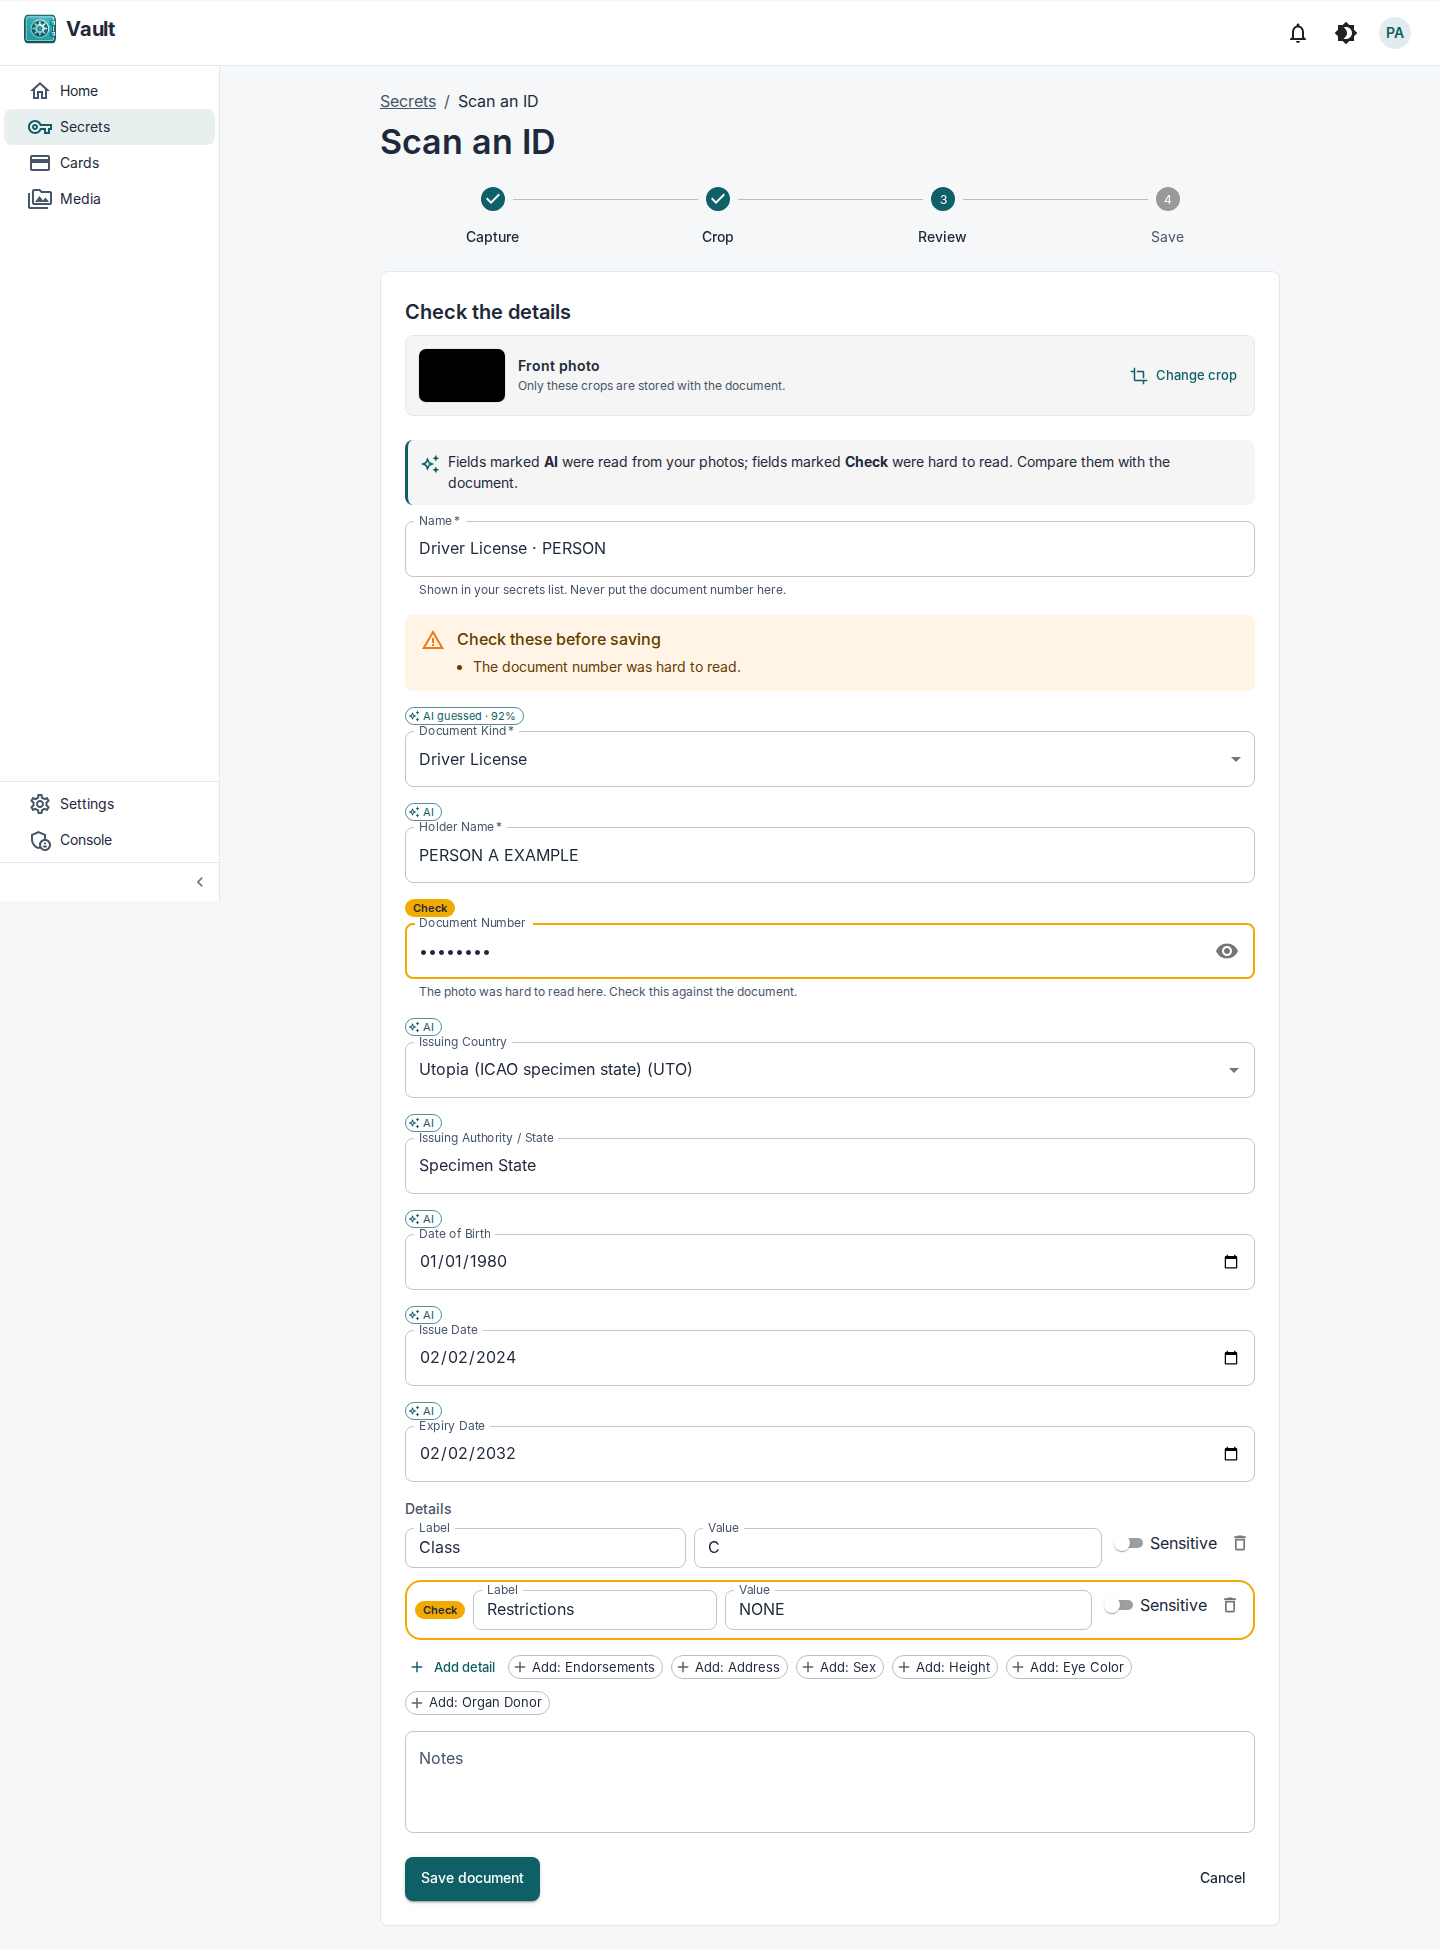 Vault
PA
Home
Secrets
Cards
Media
Settings
Console
Secrets / Scan an ID
Scan an ID
Capture
Crop
3
Review
4
Save
Check the details
Front photo
Only these crops are stored with the document.
Change crop
Fields marked AI were read from your photos; fields marked Check were hard to read. Compare them with the
document.
Name *
Driver License · PERSON
Shown in your secrets list. Never put the document number here.
Check these before saving
• The document number was hard to read.
AI guessed · 92%
Document Kind *
Driver License
AI
Holder Name *
PERSON A EXAMPLE
Check
Document Number
••••••••
The photo was hard to read here. Check this against the document.
AI
Issuing Country
Utopia (ICAO specimen state) (UTO)
AI
Issuing Authority / State
Specimen State
AI
Date of Birth
01/01/1980
AI
Issue Date
02/02/2024
AI
Expiry Date
02/02/2032
Details
Label
Class
Value
C
Sensitive
Check
Label
Restrictions
Value
NONE
Sensitive
+ Add detail + Add: Endorsements + Add: Address + Add: Sex + Add: Height + Add: Eye Color
+ Add: Organ Donor
Notes
Save document
Cancel